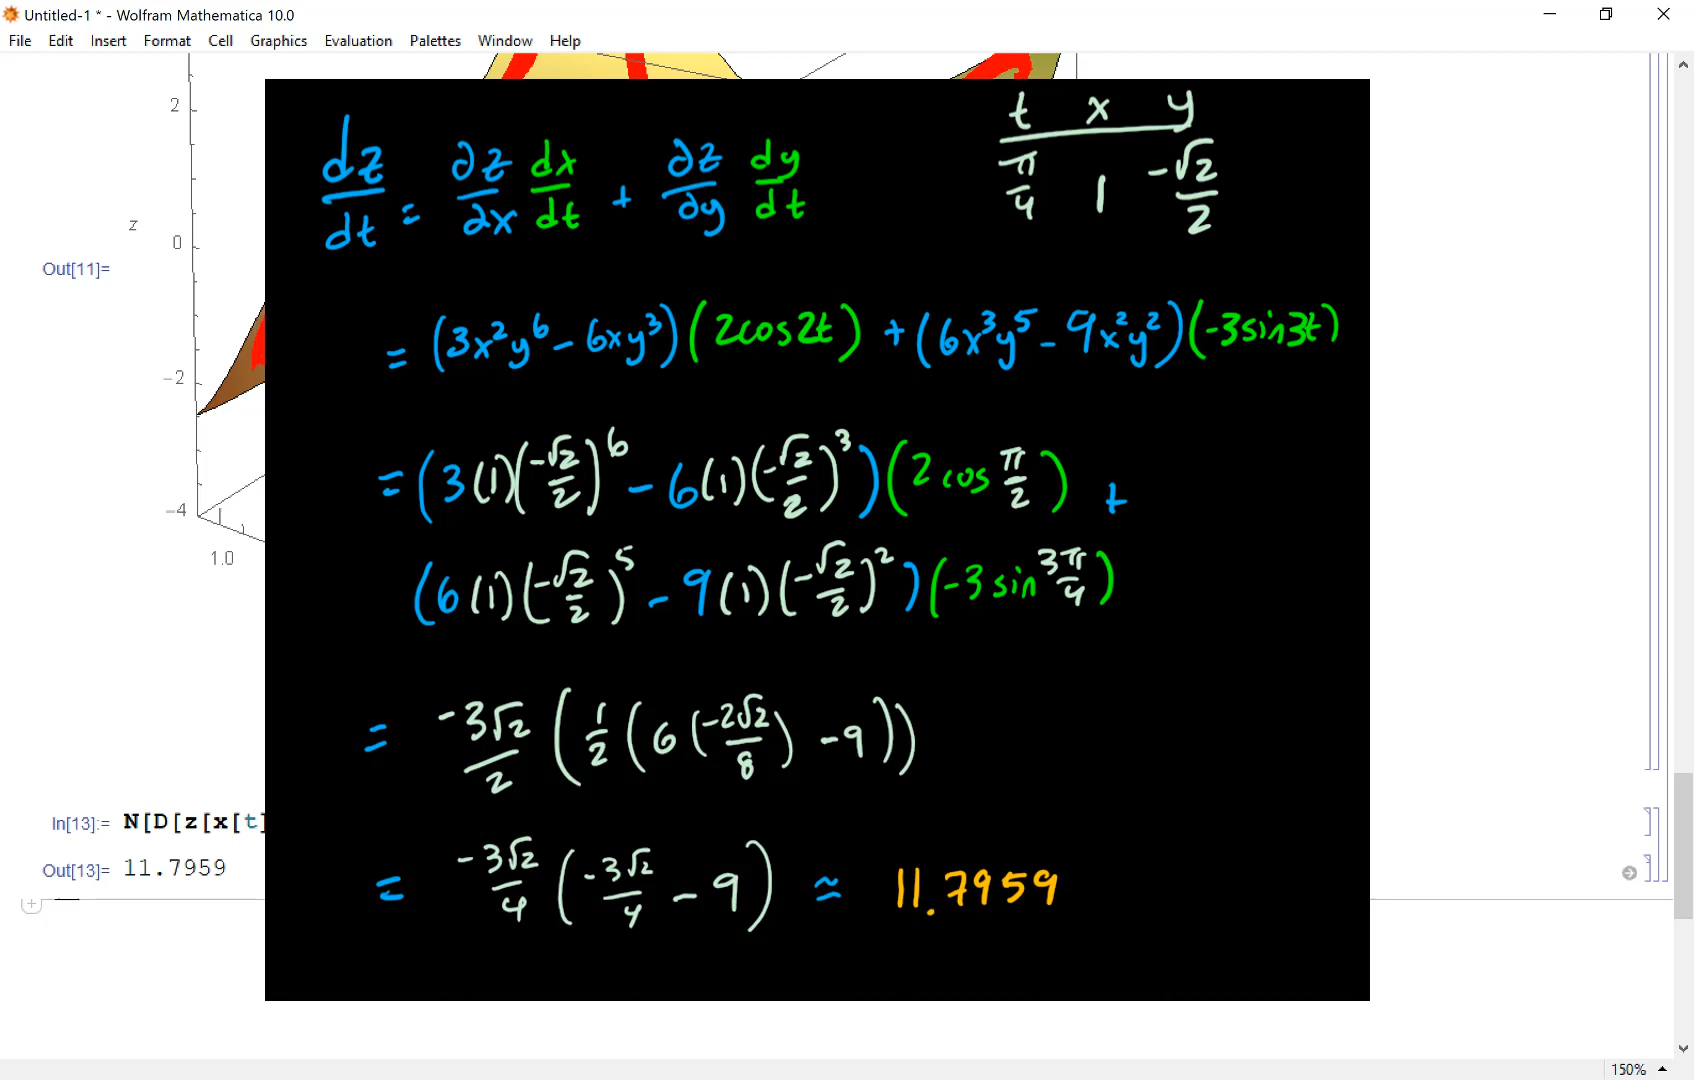 Untitled-1 * - Wolfram Mathematica 10.0
File Edit Insert Format Cell Graphics Evaluation Palettes Window Help
t x y
2
dz/dt = ∂z/∂x dx/dt + ∂z/∂y dy/dt
π/4 1 -√2/2
z
0
Out[11]=
= (3x²y⁶ - 6xy³)(2cos2t) + (6x³y⁵ - 9x²y²)(-3sin3t)
-2
= (3(1)(-√2/2)⁶ - 6(1)(-√2/2)³)(2cos π/2) +
-4
1.0
(6(1)(-√2/2)⁵ - 9(1)(-√2/2)²)(-3sin 3π/4)
= -3√2/2 (1/2(6(-2√2/8) - 9))
In[13]:= N[D[z[x[t]
Out[13]= 11.7959
= -3√2/4 (-3√2/4 - 9) ≈ 11.7959
150%